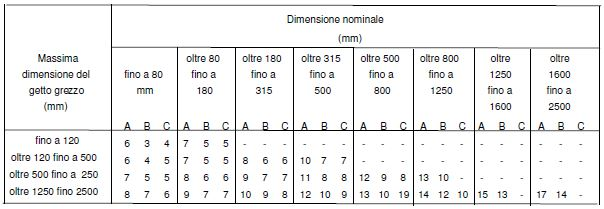 Dimensione nominale
(mm)
Massima dimensione del getto grezzo (mm)
fino a 80 mm
oltre 80 fino a 180
oltre 180 fino a 315
oltre 315 fino a 500
oltre 500 fino a 800
oltre 800 fino a 1250
oltre 1250 fino a 1600
oltre 1600 fino a 2500
A B C A B C A B C A B C A B C A B C A B C A B C
fino a 120 6 3 4 7 5 5 - - - - - - - - - - - - - - - - - -
oltre 120 fino a 500 6 4 5 7 5 5 8 6 6 10 7 7 - - - - - - - - - - - -
oltre 500 fino a 250 7 5 5 8 6 6 9 7 7 11 8 8 12 9 8 13 10 - - - - - - -
oltre 1250 fino 2500 8 7 6 9 7 7 10 9 8 12 10 9 13 10 19 14 12 10 15 13 - 17 14 -